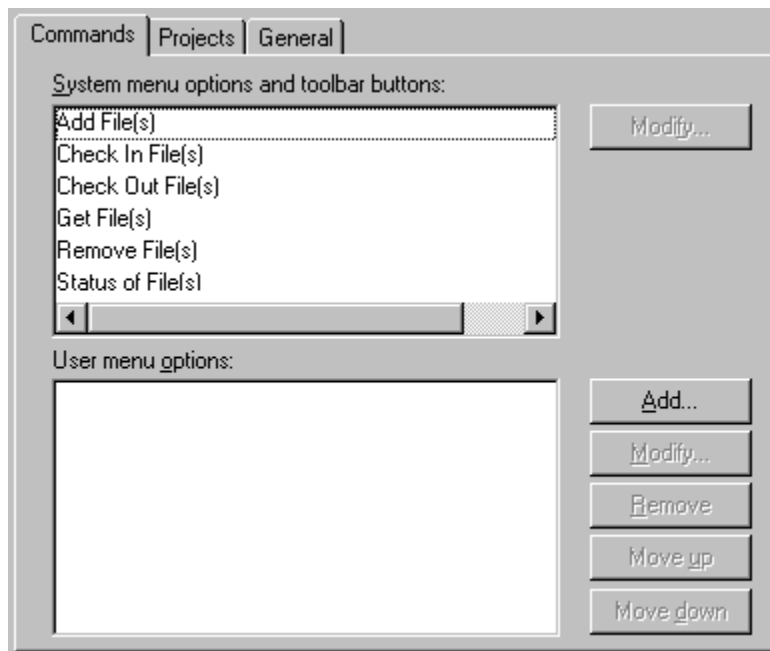 Commands Projects General
System menu options and toolbar buttons:
Add File(s)
Modify...
Check In File(s)
Check Out File(s)
Get File(s)
Remove File(s)
Status of File(s)
User menu options:
Add...
Modify...
Remove
Move up
Move down